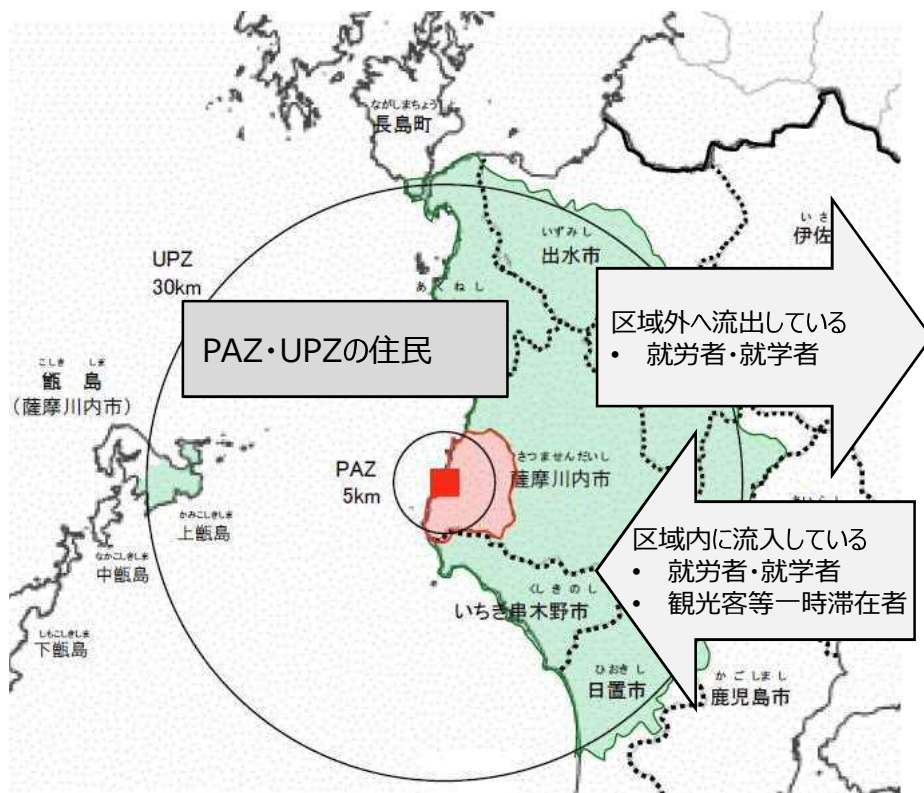 ながしまちょう
長島町
いさ
伊佐
いずみし
出水市
UPZ
30km
あくねし
区域外へ流出している
• 就労者・就学者
PAZ・UPZの住民
こしき しま
甑 島
(薩摩川内市)
PAZ
5km
さつませんだいし
薩摩川内市
かみこしきしま
上甑島
なかこしきしま
中甑島
しもこしきしま
下甑島
区域内に流入している
• 就労者・就学者
• 観光客等一時滞在者
くしきのし
いちき串木野市
ひおきし
日置市
かごしまし
鹿児島市